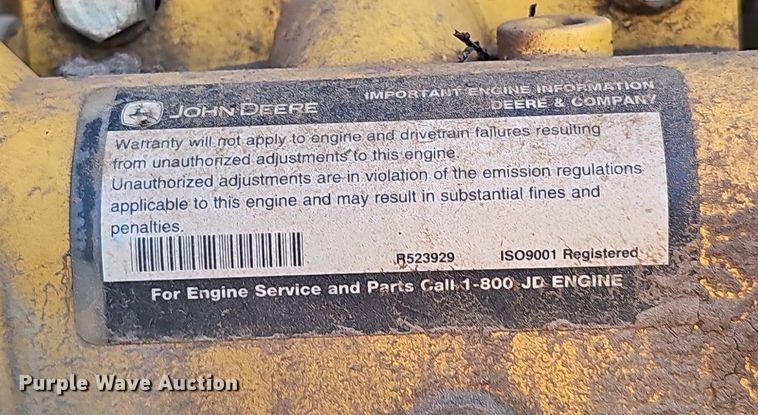 JOHN DEERE
IMPORTANT ENGINE INFORMATION
DEERE & COMPANY
Warranty will not apply to engine and drivetrain failures resulting
from unauthorized adjustments to this engine.
Unauthorized adjustments are in violation of the emission regulations
applicable to this engine and may result in substantial fines and
penalties.
R523929 ISO9001 Registered
For Engine Service and Parts Call 1-800 JD ENGINE
Purple Wave Auction